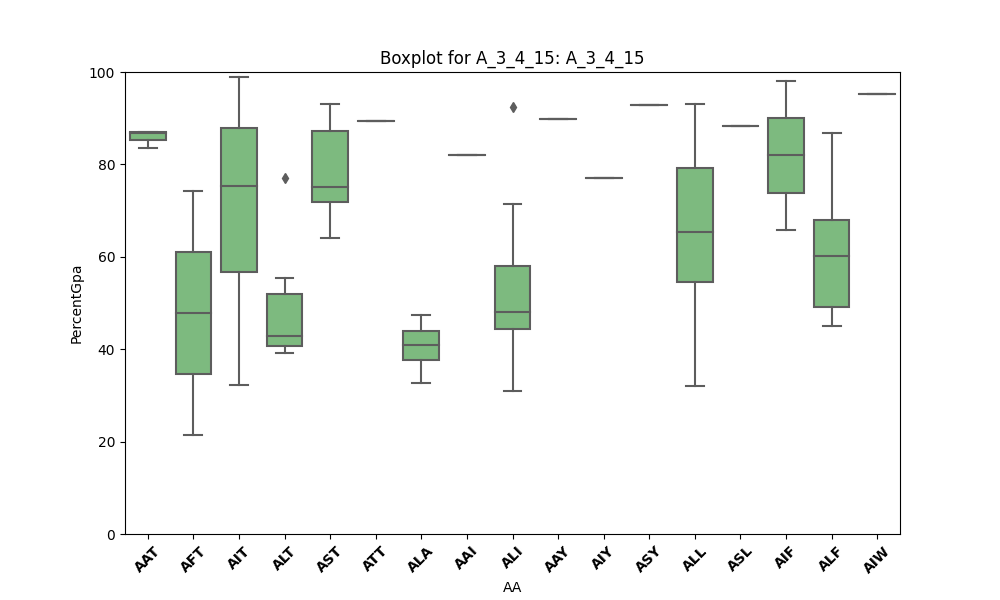 Boxplot for A_3_4_15: A_3_4_15
100
80
60
40
20
0
PercentGpa
AAT AFT AIT ALT AST ATT ALA AAI ALI AAY AIY ASY ALL ASL AIF ALF AIW
AA